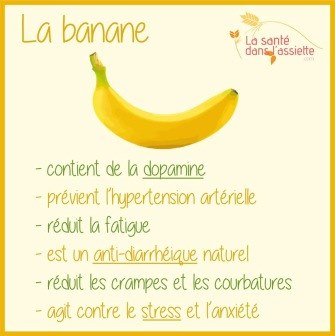 La banane
La santé
dans l'assiette
.com
- contient de la dopamine
- prévient l'hypertension artérielle
- réduit la fatigue
- est un anti-diarrhéique naturel
- réduit les crampes et les courbatures
- agit contre le stress et l'anxiété